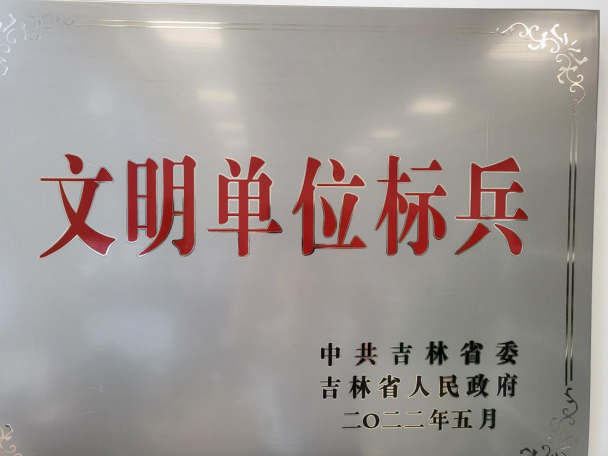 文明单位标兵
中共吉林省委
吉林省人民政府
二〇二二年五月